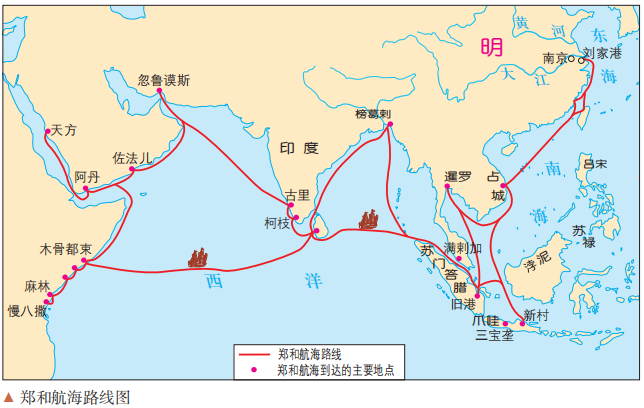 黄河
东海
明
南京
刘家港
大江
忽鲁谟斯
天方
佐法儿
阿丹
榜葛剌
印度
暹罗
占城
吕宋
南海
古里
柯枝
苏禄
木骨都束
满剌加
苏门答腊
浡泥
麻林
慢八撒
西洋
旧港
爪哇
新村
三宝垄
郑和航海路线
郑和航海到达的主要地点
▲ 郑和航海路线图